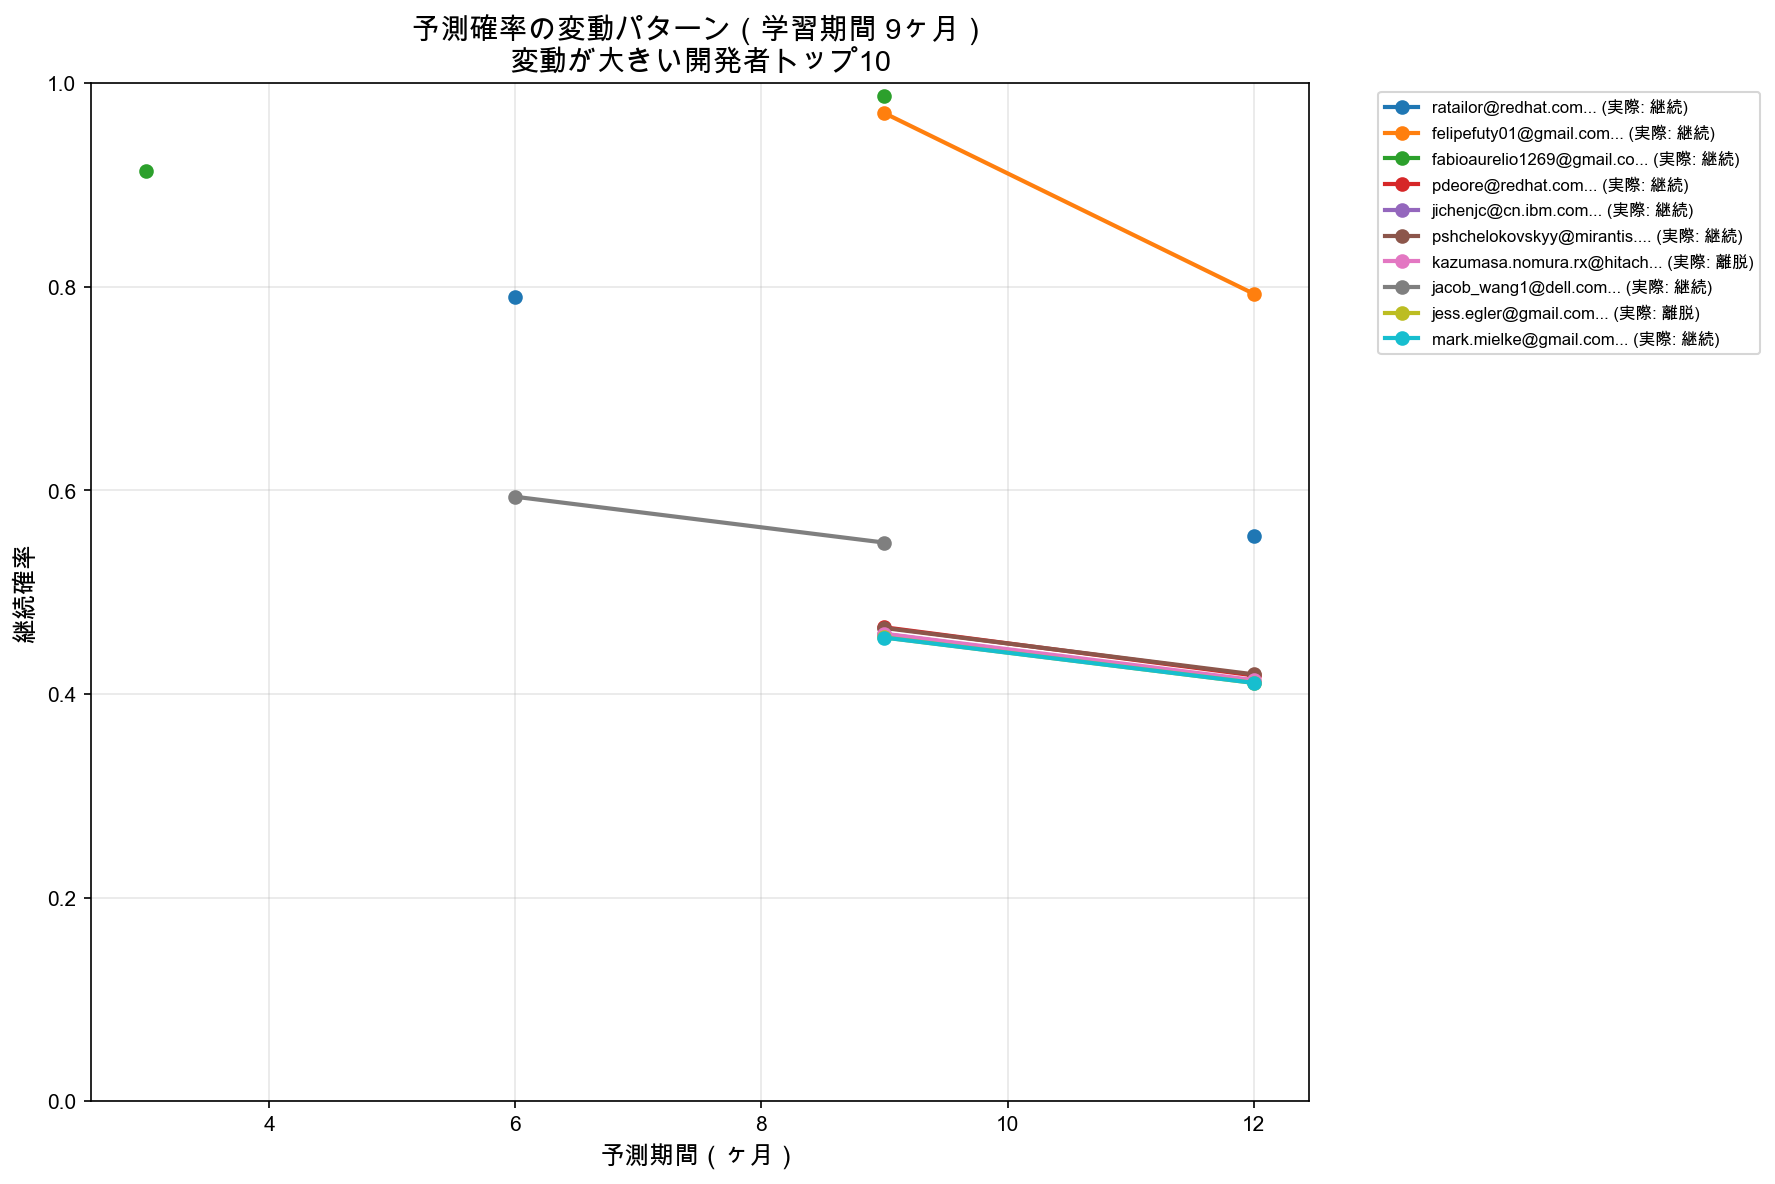 予測確率の変動パターン ( 学習期間 9ヶ月 )
変動が大きい開発者トップ10
継続確率
1.0
0.8
0.6
0.4
0.2
0.0
4
6
8
10
12
予測期間 ( ヶ月 )
ratailor@redhat.com... (実際: 継続)
felipefuty01@gmail.com... (実際: 継続)
fabioaurelio1269@gmail.co... (実際: 継続)
pdeore@redhat.com... (実際: 継続)
jichenjc@cn.ibm.com... (実際: 継続)
pshchelokovskyy@mirantis.... (実際: 継続)
kazumasa.nomura.rx@hitach... (実際: 離脱)
jacob_wang1@dell.com... (実際: 継続)
jess.egler@gmail.com... (実際: 離脱)
mark.mielke@gmail.com... (実際: 継続)